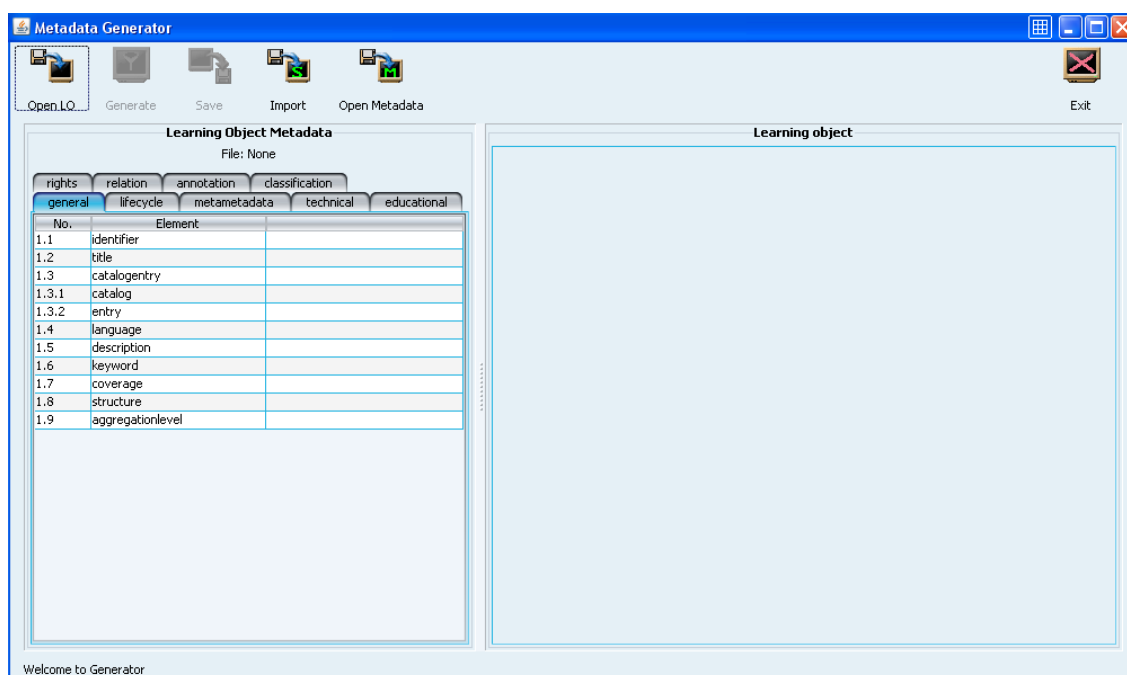 Metadata Generator
Open LO Generate Save Import Open Metadata Exit
Learning Object Metadata
File: None
rights relation annotation classification
general lifecycle metametadata technical educational
No. Element
1.1 identifier
1.2 title
1.3 catalogentry
1.3.1 catalog
1.3.2 entry
1.4 language
1.5 description
1.6 keyword
1.7 coverage
1.8 structure
1.9 aggregationlevel
Learning object
Welcome to Generator